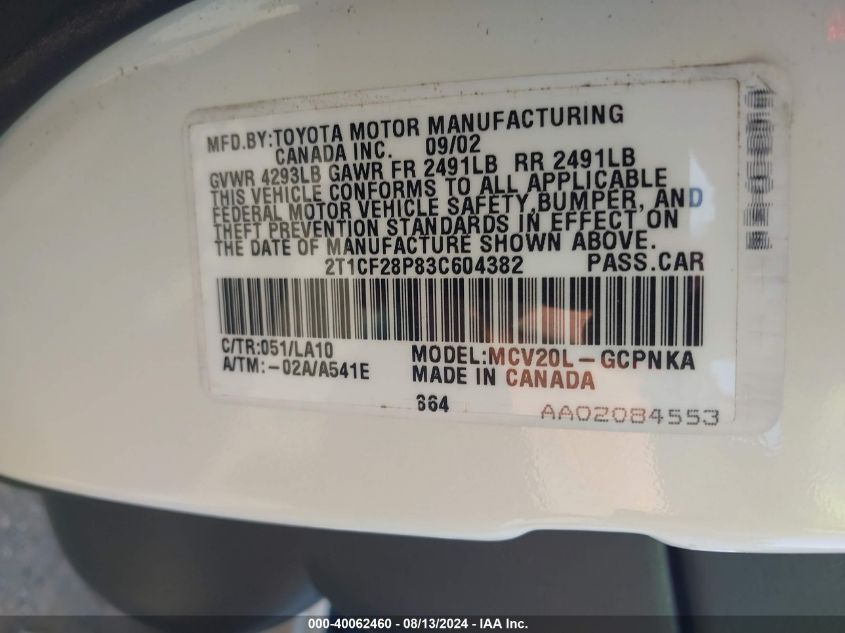 MFD.BY:TOYOTA MOTOR MANUFACTURING
CANADA INC. 09/02
GVWR 4293LB GAWR FR 2491LB RR 2491LB
THIS VEHICLE CONFORMS TO ALL APPLICABLE
FEDERAL MOTOR VEHICLE SAFETY,BUMPER, AND
THEFT PREVENTION STANDARDS IN EFFECT ON
THE DATE OF MANUFACTURE SHOWN ABOVE.
2T1CF28P83C604382 PASS.CAR
C/TR:051/LA10 MODEL:MCV20L-GCPNKA
A/TM:-02A/A541E MADE IN CANADA
664
AA02084553
000-40062460 - 08/13/2024 - IAA Inc.